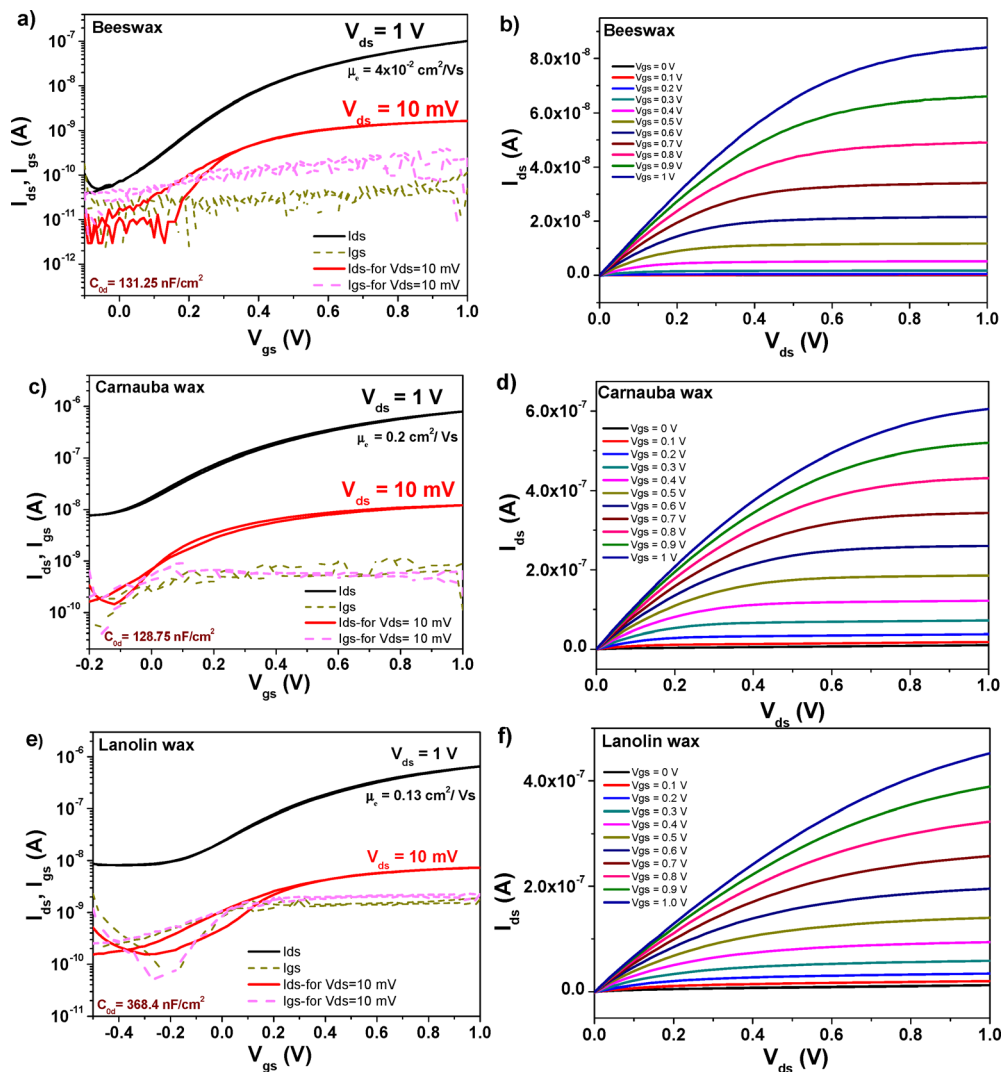 a)
Beeswax
V_ds = 1 V
μ_e = 4x10^-2 cm^2/Vs
V_ds = 10 mV
I_ds, I_gs (A)
10^-7
10^-8
10^-9
10^-10
10^-11
10^-12
Ids
Igs
Ids-for Vds=10 mV
Igs-for Vds=10 mV
C_0d = 131.25 nF/cm^2
0.0 0.2 0.4 0.6 0.8 1.0
V_gs (V)
b)
Beeswax
Vgs = 0 V
Vgs = 0.1 V
Vgs = 0.2 V
Vgs = 0.3 V
Vgs = 0.4 V
Vgs = 0.5 V
Vgs = 0.6 V
Vgs = 0.7 V
Vgs = 0.8 V
Vgs = 0.9 V
Vgs = 1 V
I_ds (A)
8.0x10^-8
6.0x10^-8
4.0x10^-8
2.0x10^-8
0.0
0.0 0.2 0.4 0.6 0.8 1.0
V_ds (V)
c)
Carnauba wax
V_ds = 1 V
μ_e = 0.2 cm^2/ Vs
V_ds = 10 mV
I_ds, I_gs (A)
10^-6
10^-7
10^-8
10^-9
10^-10
Ids
Igs
Ids-for Vds= 10 mV
Igs-for Vds= 10 mV
C_0d = 128.75 nF/cm^2
-0.2 0.0 0.2 0.4 0.6 0.8 1.0
V_gs (V)
d)
Carnauba wax
Vgs = 0 V
Vgs = 0.1 V
Vgs = 0.2 V
Vgs = 0.3 V
Vgs = 0.4 V
Vgs = 0.5 V
Vgs = 0.6 V
Vgs = 0.7 V
Vgs = 0.8 V
Vgs = 0.9 V
Vgs = 1 V
I_ds (A)
6.0x10^-7
4.0x10^-7
2.0x10^-7
0.0
0.0 0.2 0.4 0.6 0.8 1.0
V_ds (V)
e)
Lanolin wax
V_ds = 1 V
μ_e = 0.13 cm^2/ Vs
V_ds = 10 mV
I_ds, I_gs (A)
10^-6
10^-7
10^-8
10^-9
10^-10
10^-11
Ids
Igs
Ids-for Vds=10 mV
Igs-for Vds=10 mV
C_0d = 368.4 nF/cm^2
-0.4 -0.2 0.0 0.2 0.4 0.6 0.8 1.0
V_gs (V)
f)
Lanolin wax
Vgs = 0 V
Vgs = 0.1 V
Vgs = 0.2 V
Vgs = 0.3 V
Vgs = 0.4 V
Vgs = 0.5 V
Vgs = 0.6 V
Vgs = 0.7 V
Vgs = 0.8 V
Vgs = 0.9 V
Vgs = 1.0 V
I_ds (A)
4.0x10^-7
2.0x10^-7
0.0
0.0 0.2 0.4 0.6 0.8 1.0
V_ds (V)